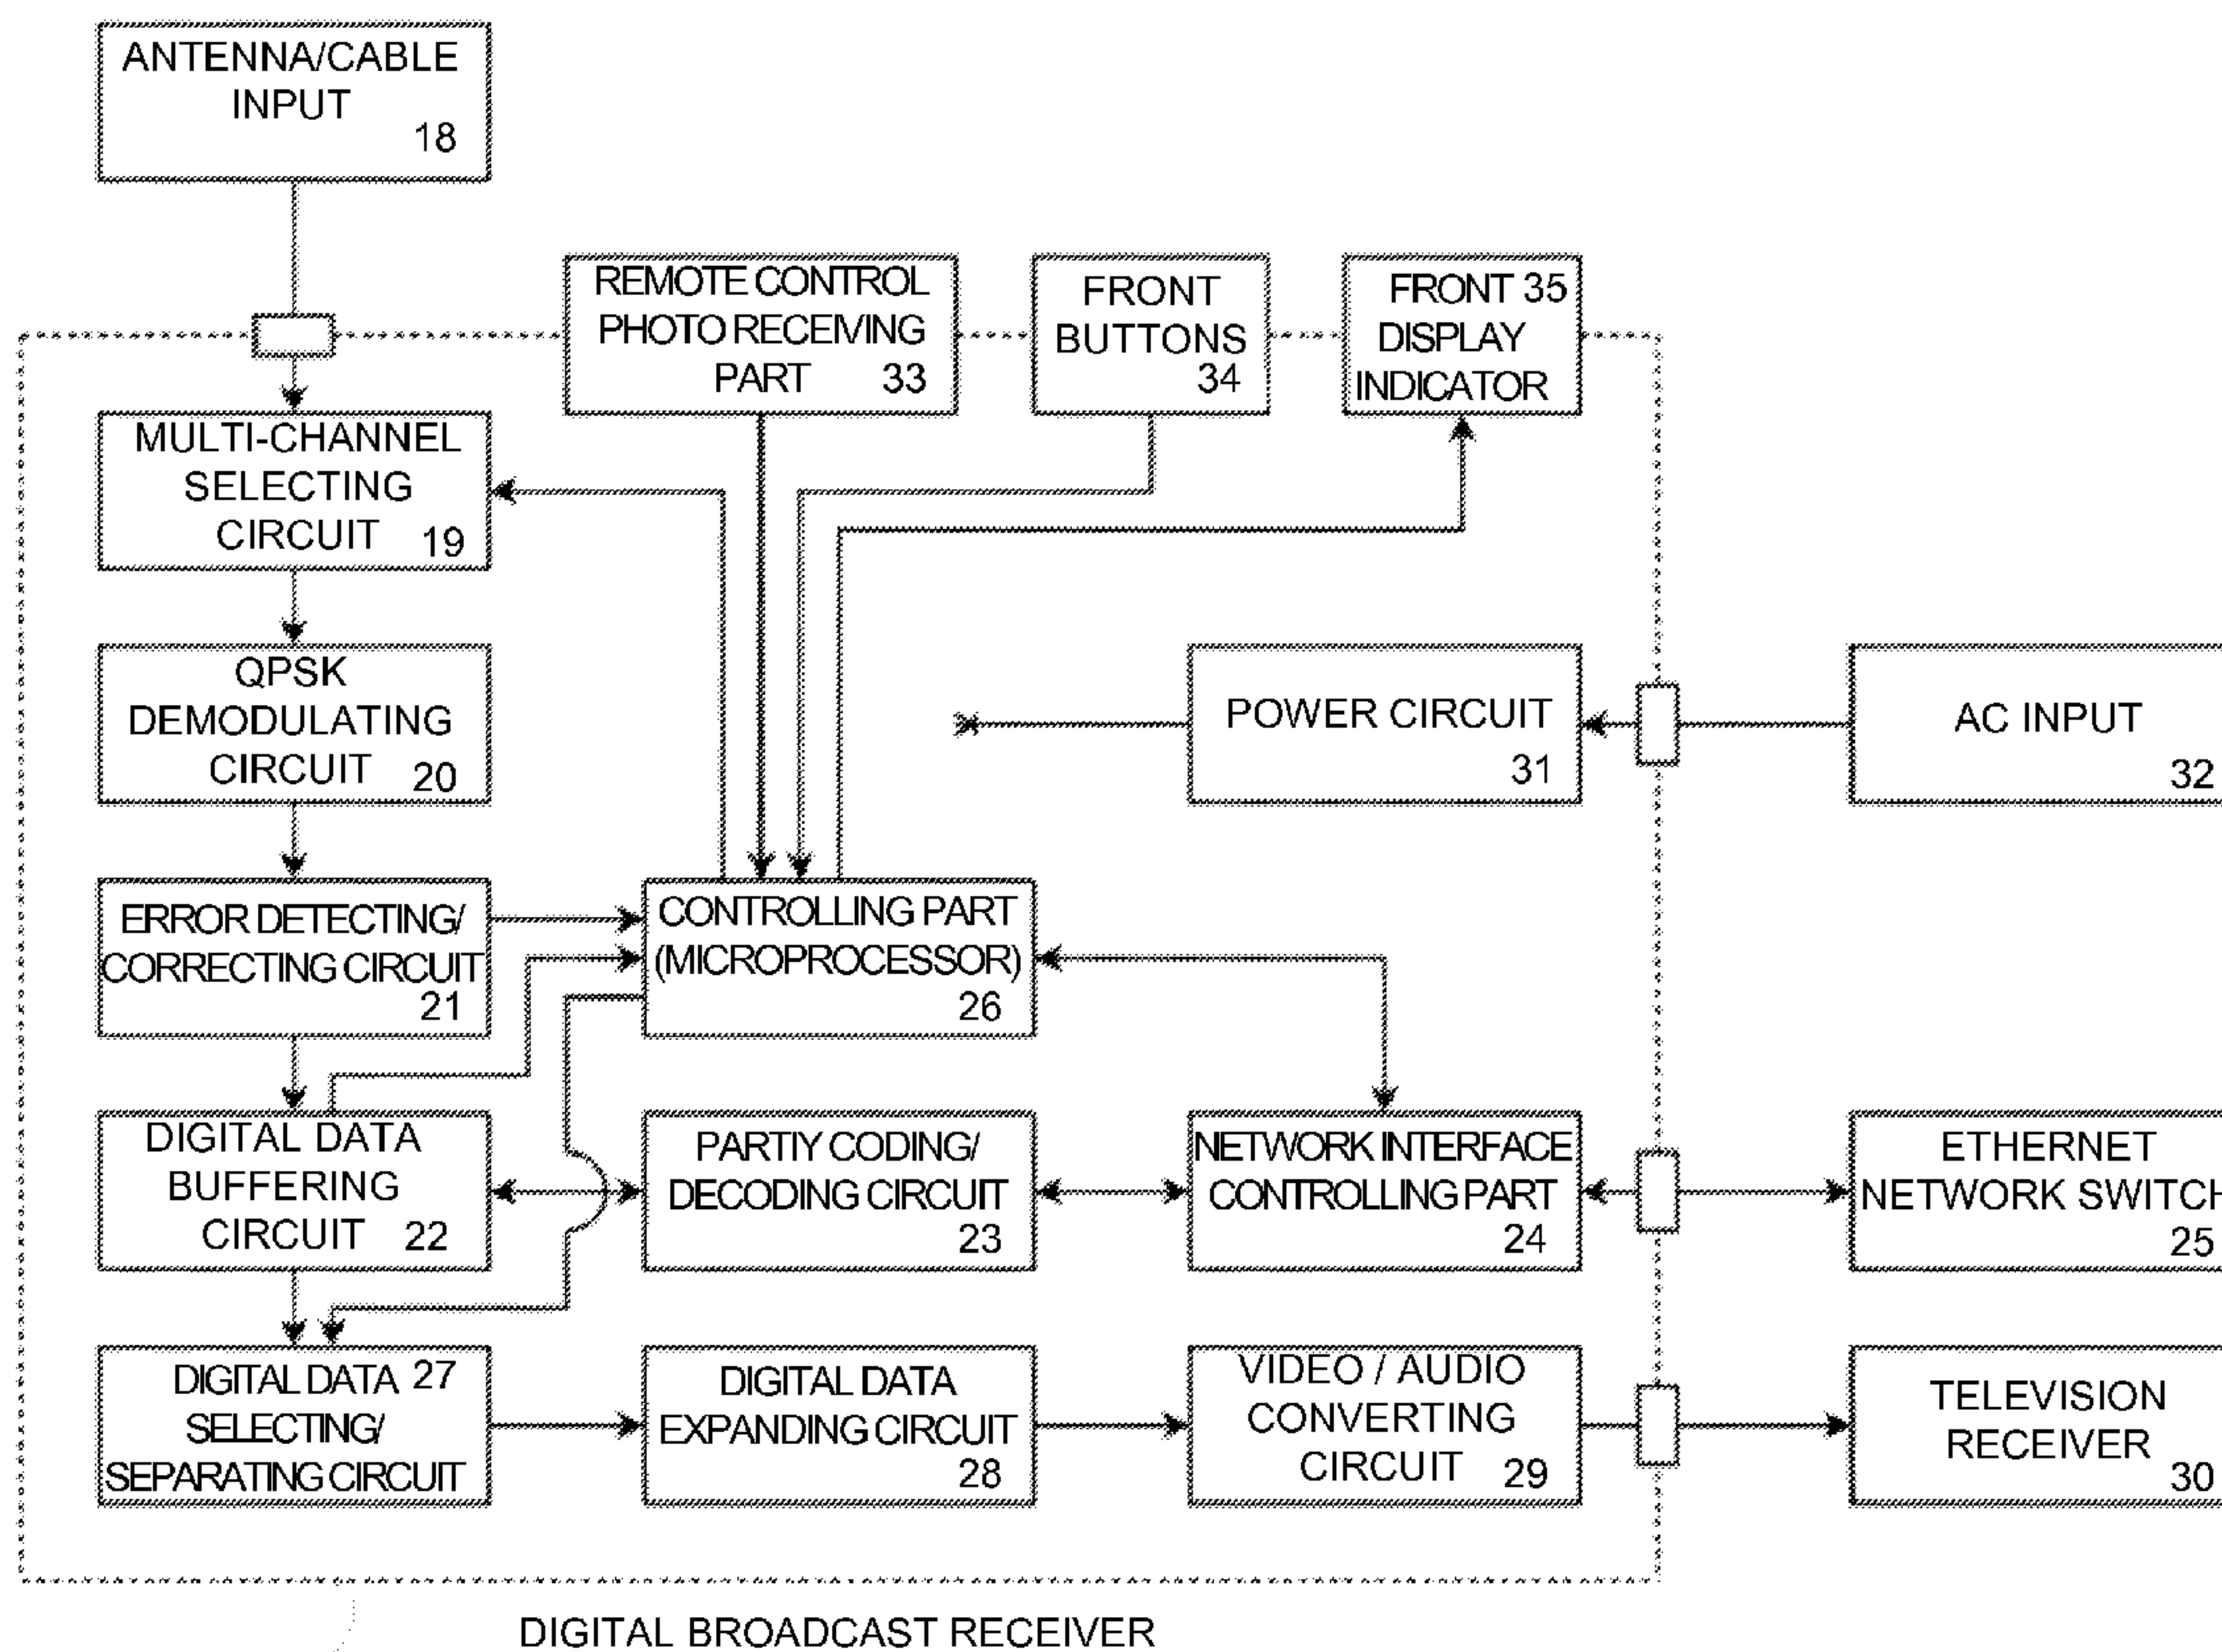 ANTENNA/CABLE
INPUT
18
REMOTE CONTROL
PHOTO RECEIVING
PART 33
FRONT
BUTTONS
34
FRONT 35
DISPLAY
INDICATOR
MULTI-CHANNEL
SELECTING
CIRCUIT 19
QPSK
DEMODULATING
CIRCUIT 20
POWER CIRCUIT
31
AC INPUT
32
ERROR DETECTING/
CORRECTING CIRCUIT
21
CONTROLLING PART
(MICROPROCESSOR)
26
DIGITAL DATA
BUFFERING
CIRCUIT 22
PARTIY CODING/
DECODING CIRCUIT
23
NETWORK INTERFACE
CONTROLLING PART
24
ETHERNET
NETWORK SWITCH
25
DIGITAL DATA 27
SELECTING/
SEPARATING CIRCUIT
DIGITAL DATA
EXPANDING CIRCUIT
28
VIDEO / AUDIO
CONVERTING
CIRCUIT 29
TELEVISION
RECEIVER
30
DIGITAL BROADCAST RECEIVER